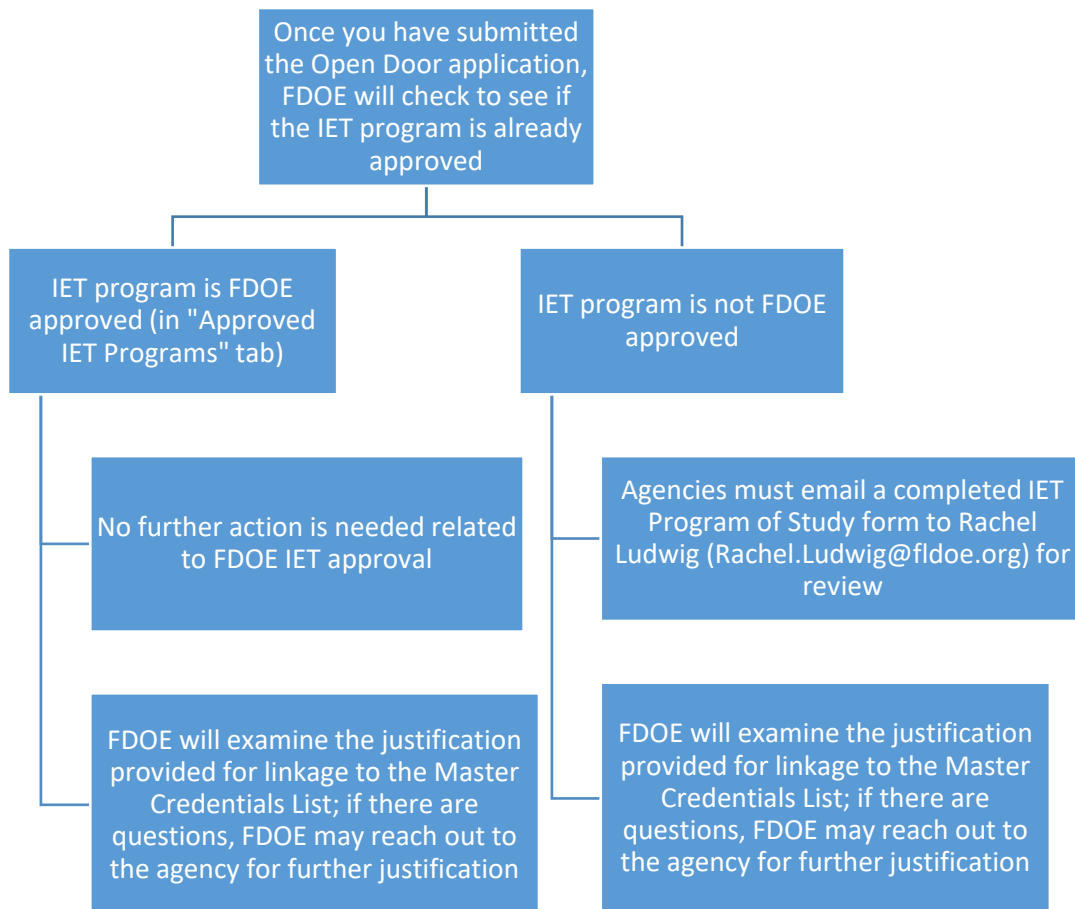 Once you have submitted
the Open Door application,
FDOE will check to see if
the IET program is already
approved
IET program is FDOE
approved (in "Approved
IET Programs" tab)
IET program is not FDOE
approved
No further action is needed related
to FDOE IET approval
Agencies must email a completed IET
Program of Study form to Rachel
Ludwig (Rachel.Ludwig@fldoe.org) for
review
FDOE will examine the justification
provided for linkage to the Master
Credentials List; if there are
questions, FDOE may reach out to
the agency for further justification
FDOE will examine the justification
provided for linkage to the Master
Credentials List; if there are
questions, FDOE may reach out to
the agency for further justification